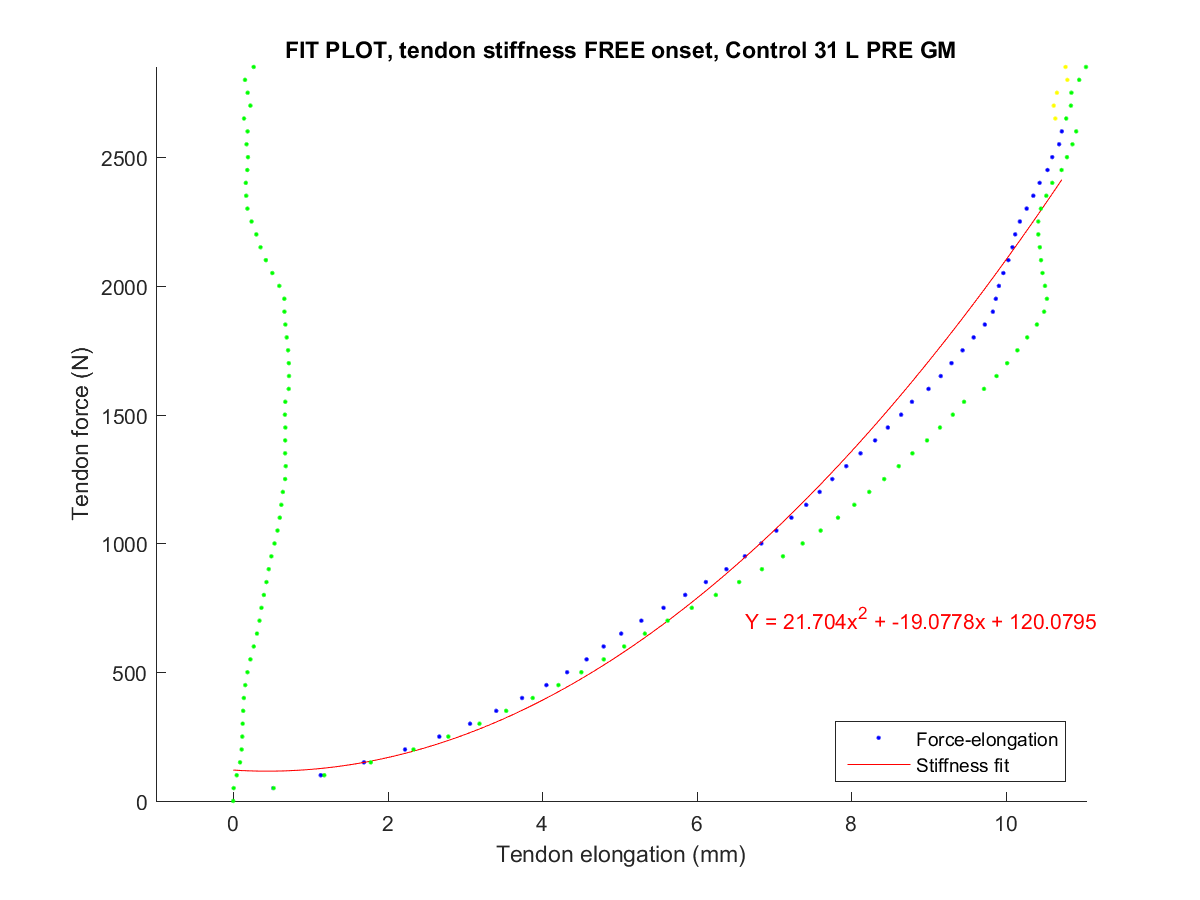 FIT PLOT, tendon stiffness FREE onset, Control 31 L PRE GM
2500
2000
1500
1000
500
0
Tendon force (N)
Y = 21.704x² + -19.0778x + 120.0795
Force-elongation
Stiffness fit
0 2 4 6 8 10
Tendon elongation (mm)